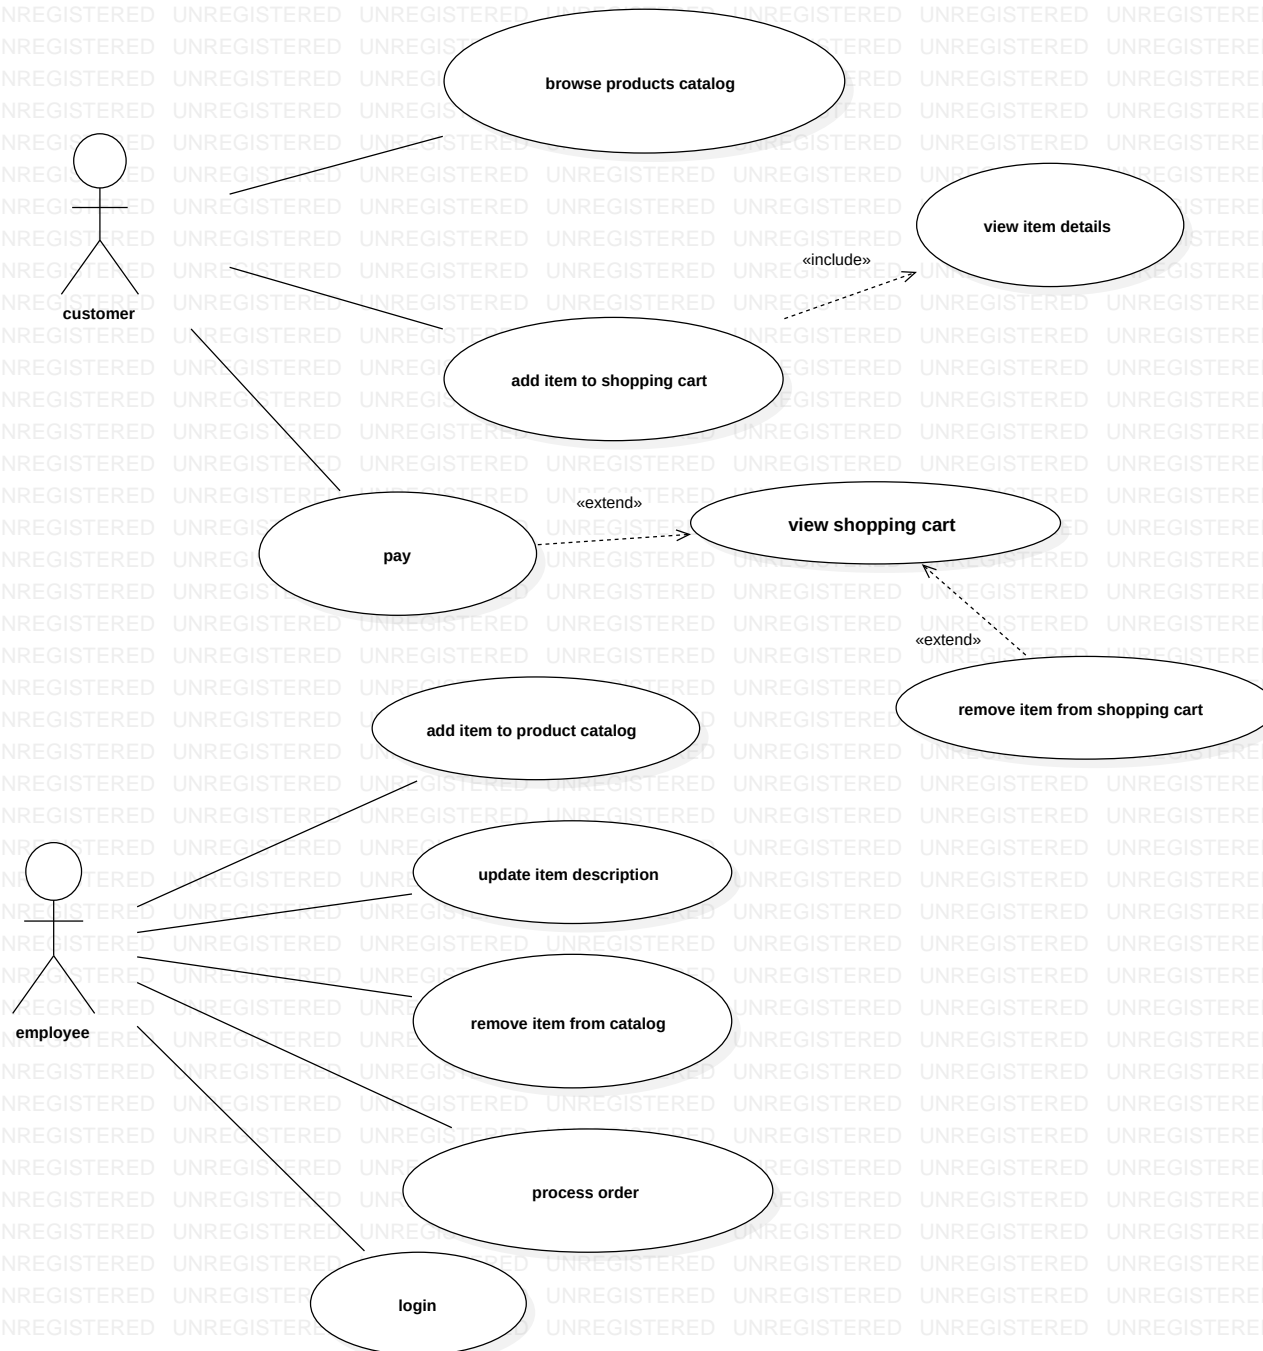 browse products catalog
view item details
«include»
customer
add item to shopping cart
«extend»
view shopping cart
pay
«extend»
remove item from shopping cart
add item to product catalog
update item description
remove item from catalog
employee
process order
login
UNREGISTERED